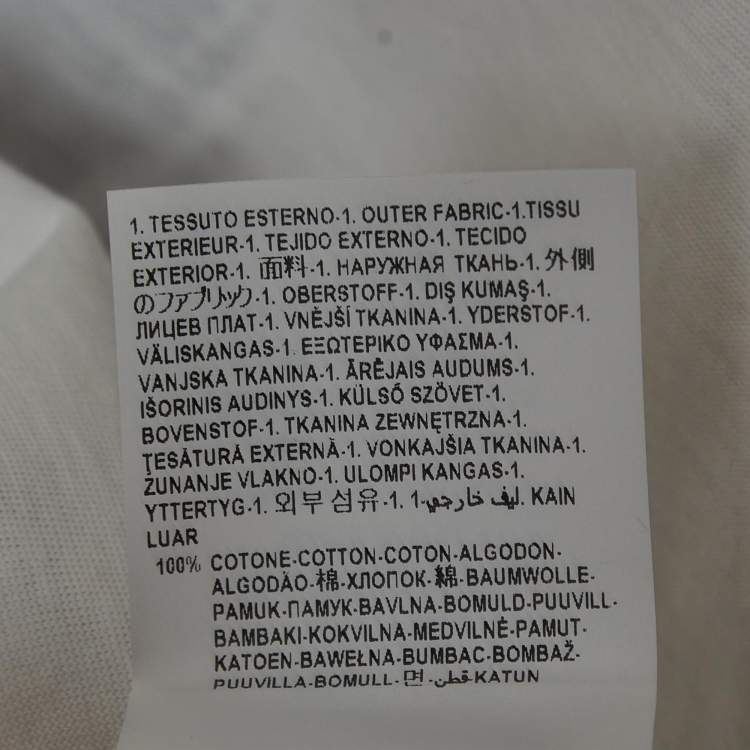 1. TESSUTO ESTERNO-1. OUTER FABRIC-1.TISSU
EXTERIEUR-1. TEJIDO EXTERNO-1. TECIDO
EXTERIOR-1. 面料-1. НАРУЖНАЯ ТКАНЬ-1. 外側
のファブリック-1. OBERSTOFF-1. DIŞ KUMAŞ-1.
ЛИЦЕВ ПЛАТ-1. VNĚJŠÍ TKANINA-1. YDERSTOF-1.
VÄLISKANGAS-1. ΕΞΩΤΕΡΙΚΟ ΥΦΑΣΜΑ-1.
VANJSKA TKANINA-1. ĀRĒJAIS AUDUMS-1.
IŠORINIS AUDINYS-1. KÜLSŐ SZÖVET-1.
BOVENSTOF-1. TKANINA ZEWNĘTRZNA-1.
ŢESĂTURĂ EXTERNĂ-1. VONKAJŠIA TKANINA-1.
ZUNANJE VLAKNO-1. ULOMPI KANGAS-1.
YTTERTYG-1. 외부 섬유-1. 1-ليف خارجي. KAIN
LUAR
100% COTONE-COTTON-COTON-ALGODON-
ALGODÃO-棉-ХЛОПОК-綿-BAUMWOLLE-
PAMUK-ПАМУК-BAVLNA-BOMULD-PUUVILL-
BAMBAKI-KOKVILNA-MEDVILNĖ-PAMUT-
KATOEN-BAWEŁNA-BUMBAC-BOMBAŽ-
PUUVILLA-BOMULL-면-قطن-KATUN